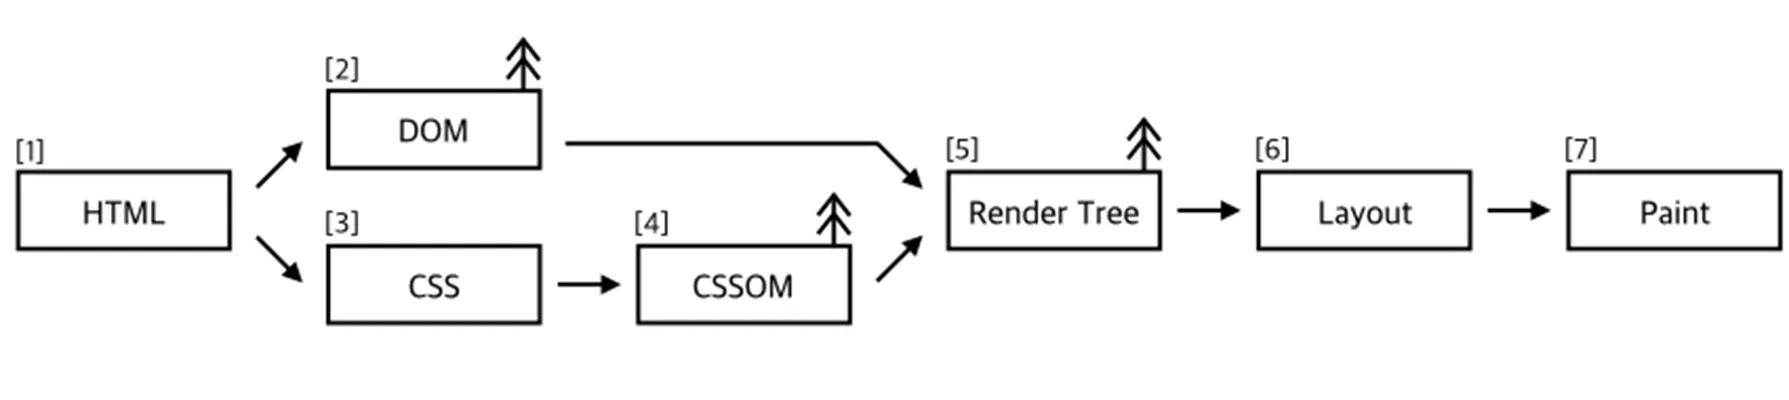 [1]
HTML
[2]
DOM
[3]
CSS
[4]
CSSOM
[5]
Render Tree
[6]
Layout
[7]
Paint